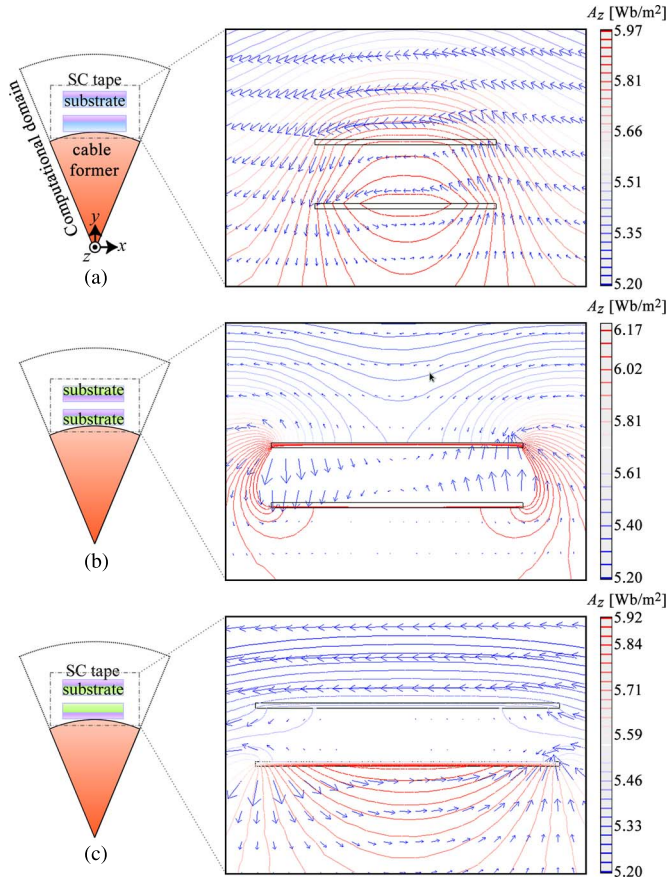 A_z [Wb/m²]
SC tape
substrate
Computational domain
cable
former
y
z
x
(a)
5.97
5.81
5.66
5.51
5.35
5.20
A_z [Wb/m²]
substrate
substrate
(b)
6.17
6.02
5.81
5.61
5.40
5.20
A_z [Wb/m²]
SC tape
substrate
(c)
5.92
5.84
5.71
5.59
5.46
5.33
5.20